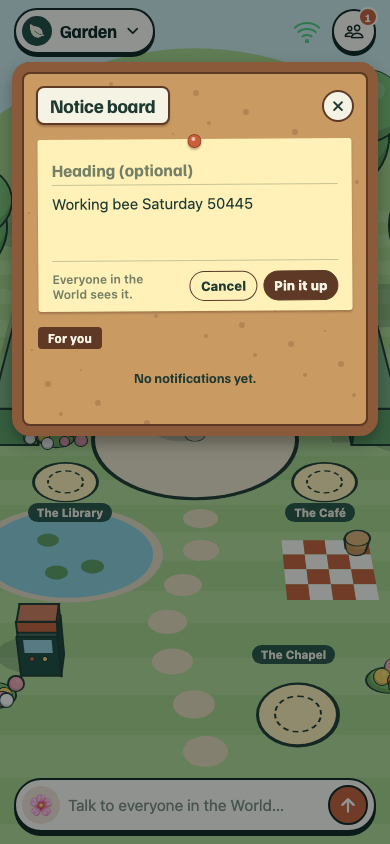 Garden
1
Notice board
Heading (optional)
Working bee Saturday 50445
Everyone in the
World sees it.
Cancel
Pin it up
For you
No notifications yet.
The Library
The Café
The Chapel
Talk to everyone in the World...